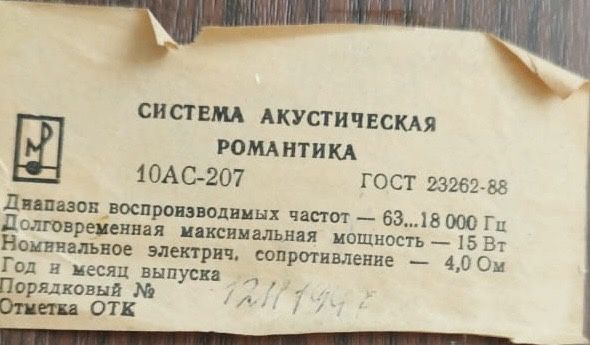 СИСТЕМА АКУСТИЧЕСКАЯ
РОМАНТИКА
10АС-207 ГОСТ 23262-88
Диапазон воспроизводимых частот — 63...18 000 Гц
Долговременная максимальная мощность — 15 Вт
Номинальное электрич. сопротивление — 4,0 Ом
Год и месяц выпуска
Порядковый №
Отметка ОТК